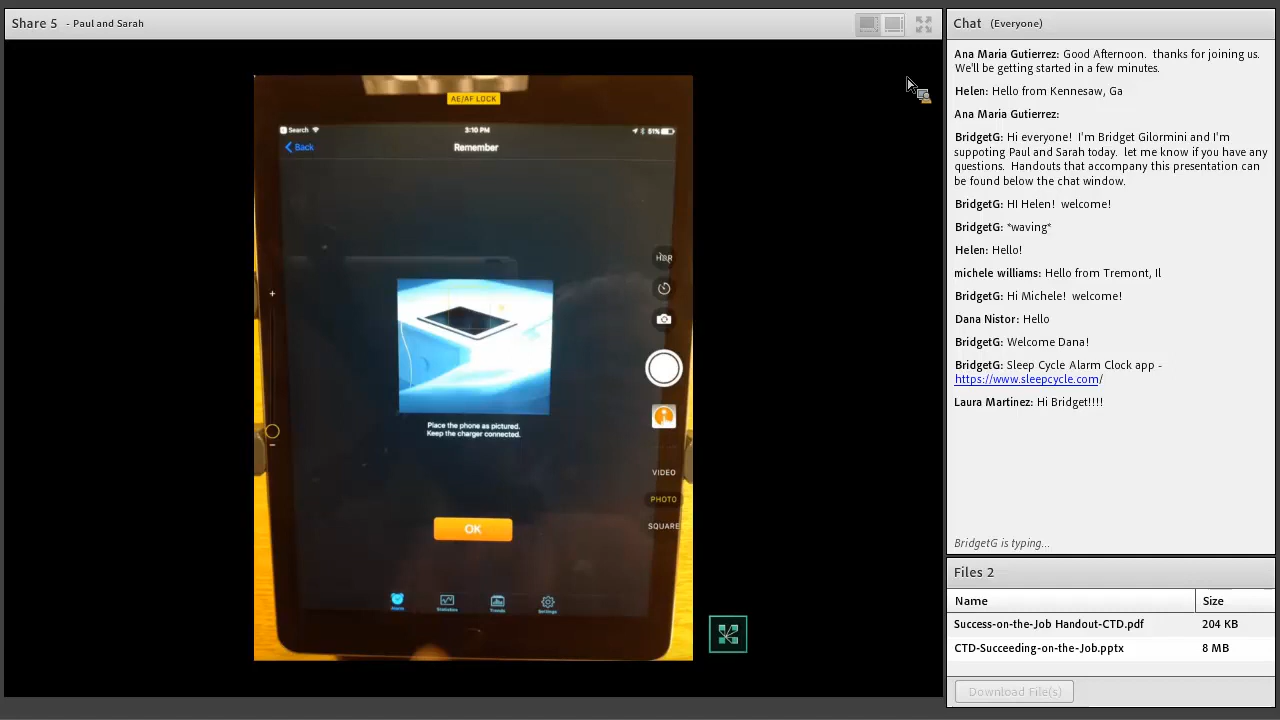 Share 5 - Paul and Sarah
AE/AF LOCK
Search 3:10 PM 51%
Back Remember
HDR
Place the phone as pictured.
Keep the charger connected.
VIDEO
PHOTO
SQUARE
OK
Alarm Statistics Trends Settings
Chat (Everyone)
Ana Maria Gutierrez: Good Afternoon. thanks for joining us.
We'll be getting started in a few minutes.
Helen: Hello from Kennesaw, Ga
Ana Maria Gutierrez:
BridgetG: Hi everyone! I'm Bridget Gilormini and I'm
suppoting Paul and Sarah today. let me know if you have any
questions. Handouts that accompany this presentation can
be found below the chat window.
BridgetG: HI Helen! welcome!
BridgetG: *waving*
Helen: Hello!
michele williams: Hello from Tremont, Il
BridgetG: Hi Michele! welcome!
Dana Nistor: Hello
BridgetG: Welcome Dana!
BridgetG: Sleep Cycle Alarm Clock app -
https://www.sleepcycle.com/
Laura Martinez: Hi Bridget!!!!
BridgetG is typing...
Files 2
Name Size
Success-on-the-Job Handout-CTD.pdf 204 KB
CTD-Succeeding-on-the-Job.pptx 8 MB
Download File(s)